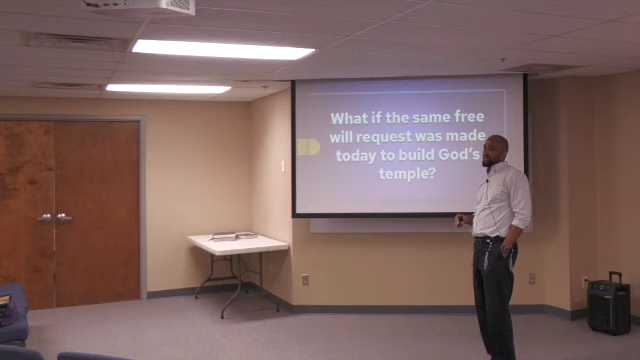 What if the same free
will request was made
today to build God's
temple?